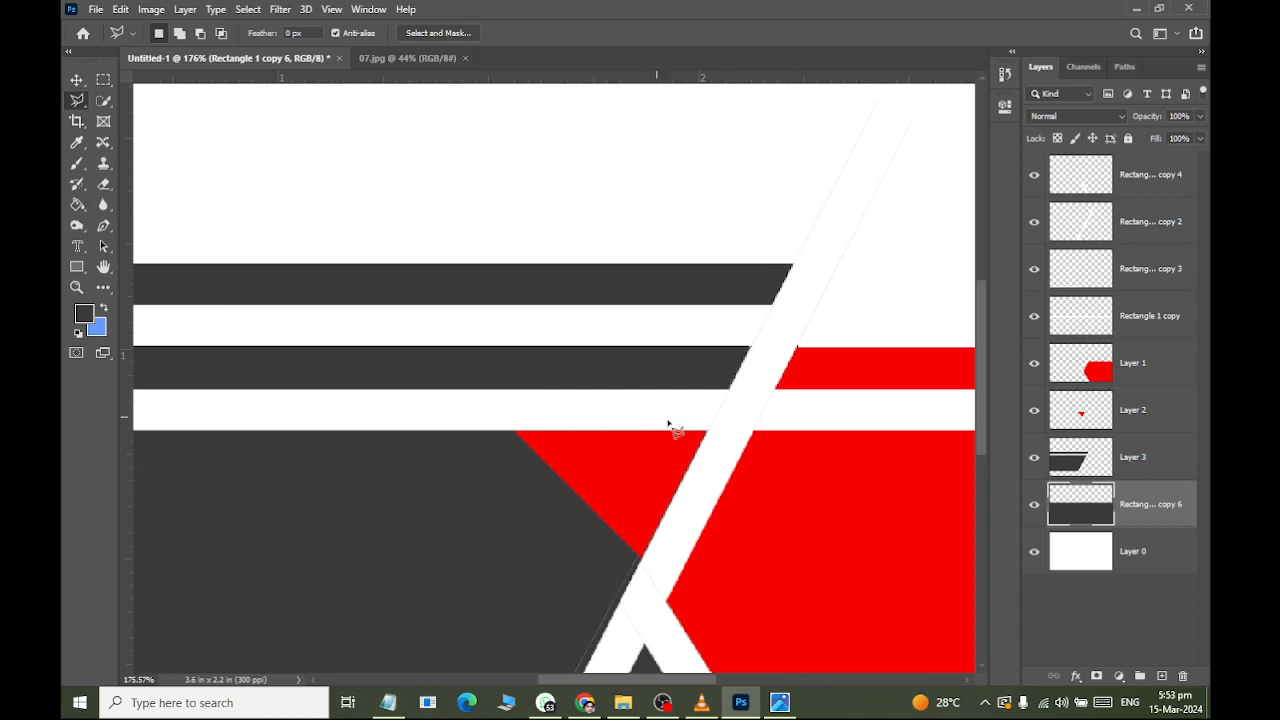 Ps File Edit Image Layer Type Select Filter 3D View Window Help
Feather: 0 px Anti-alias Select and Mask...
Untitled-1 @ 176% (Rectangle 1 copy 6, RGB/8) * × 07.jpg @ 44% (RGB/8#) ×
1 2
1
Layers Channels Paths
Kind
Normal Opacity: 100%
Lock: Fill: 100%
Rectang... copy 4
Rectang... copy 2
Rectang... copy 3
Rectangle 1 copy
Layer 1
Layer 2
Layer 3
Rectang... copy 6
Layer 0
175.57% 3.6 in x 2.2 in (300 ppi)
Type here to search
Ps
28°C
ENG
5:53 pm
15-Mar-2024